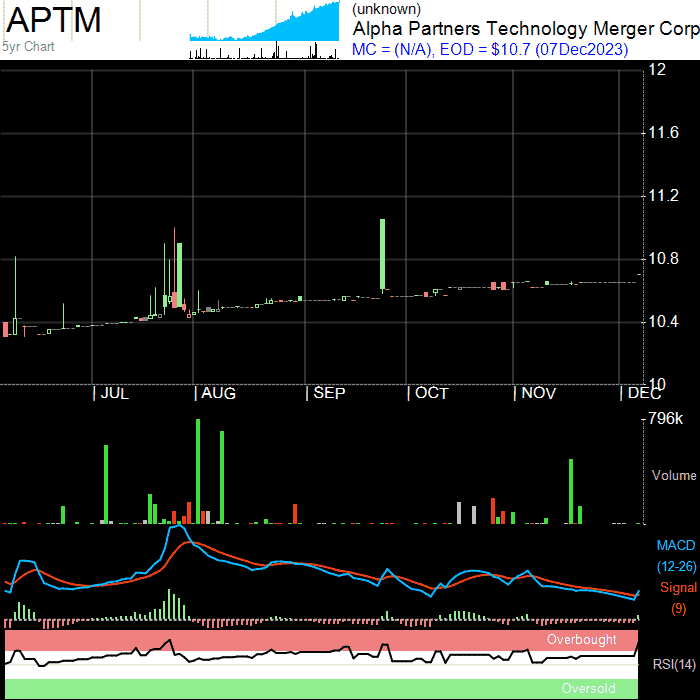 APTM
5yr Chart
(unknown)
Alpha Partners Technology Merger Corp
MC = (N/A), EOD = $10.7 (07Dec2023)
12
11.6
11.2
10.8
10.4
10
JUL AUG SEP OCT NOV DEC
796k
Volume
MACD
(12-26)
Signal
(9)
Overbought
RSI(14)
Oversold